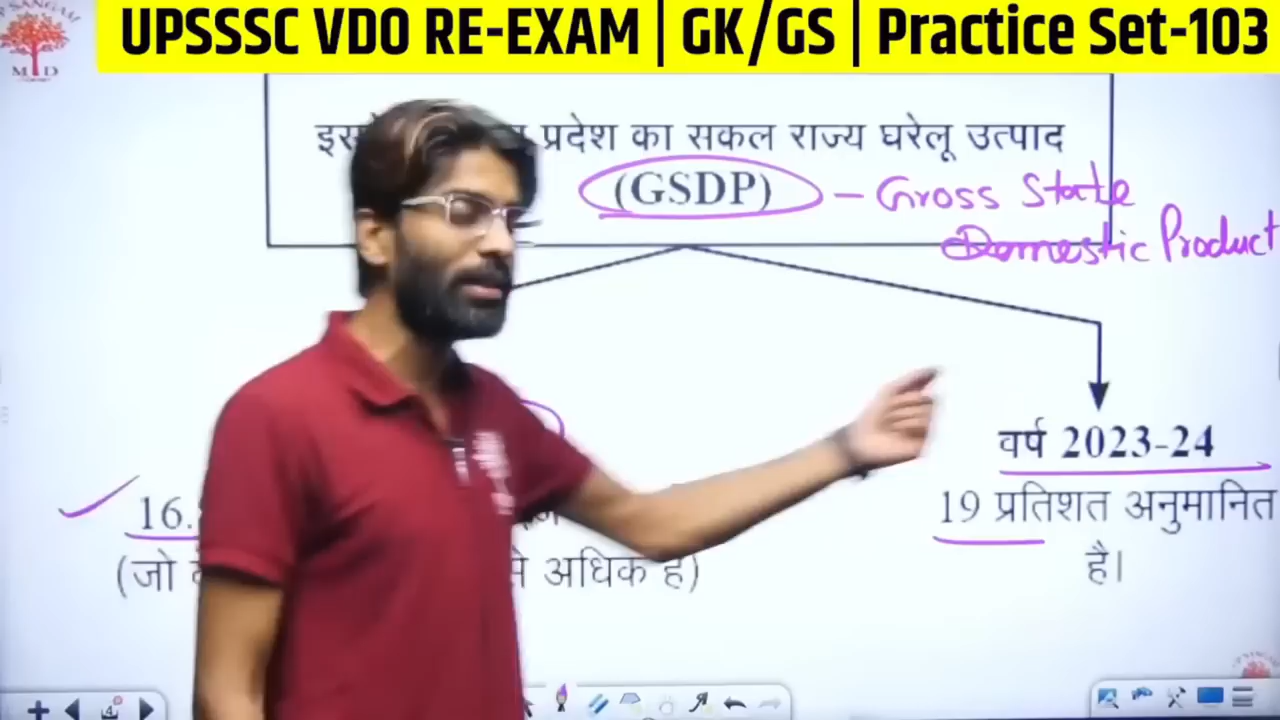 UPSSSC VDO RE-EXAM | GK/GS | Practice Set-103
SANGAM
प्रदेश का सकल राज्य घरेलू उत्पाद
(GSDP) – Gross State
Domestic Product
वर्ष 2023-24
16.
19 प्रतिशत अनुमानित
है।
(जो
से अधिक है)